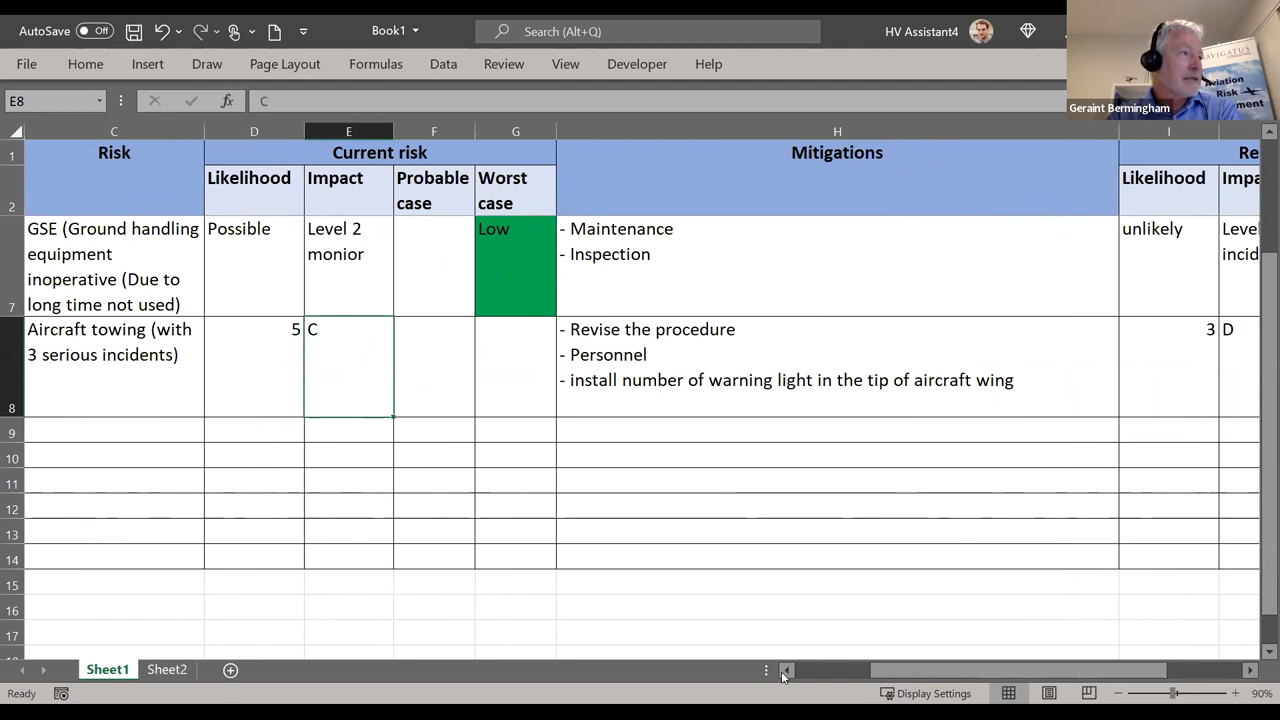 AutoSave Off Book1 Search (Alt+Q) HV Assistant4
File Home Insert Draw Page Layout Formulas Data Review View Developer Help
NAVIGATUS
Aviation
Risk
Geraint Bermingham
E8 fx C
C D E F G H I
1 Risk Current risk Mitigations Re
2 Likelihood Impact Probable case Worst case Likelihood Impa
GSE (Ground handling Possible Level 2 Low - Maintenance unlikely Leve
equipment monior - Inspection incid
inoperative (Due to
7 long time not used)
Aircraft towing (with 5 C - Revise the procedure 3 D
3 serious incidents) - Personnel
- install number of warning light in the tip of aircraft wing
8
9
10
11
12
13
14
15
16
17
Sheet1 Sheet2
Ready Display Settings 90%